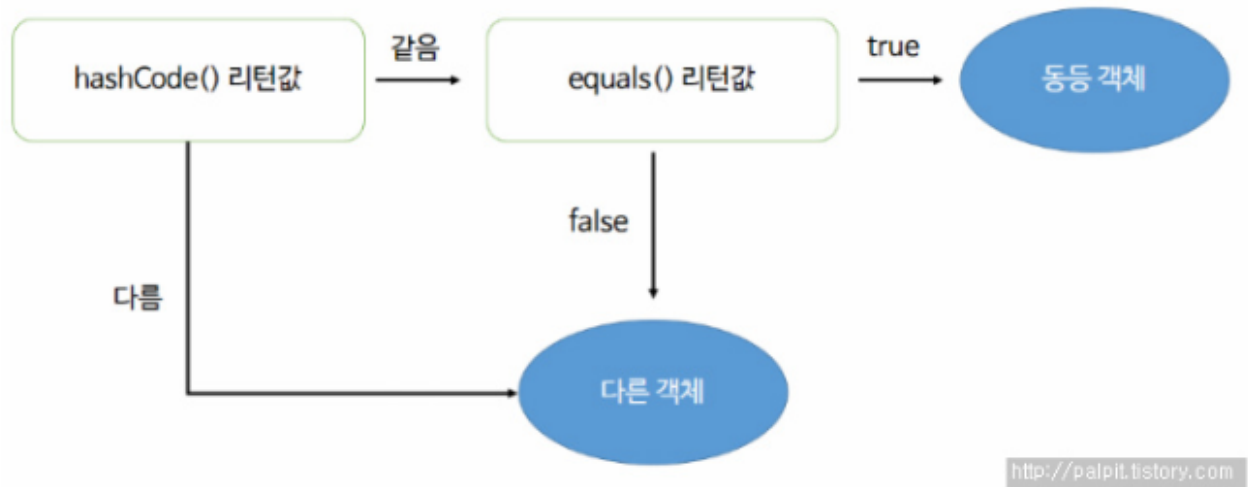 hashCode() 리턴값
같음
equals() 리턴값
true
동등 객체
false
다름
다른 객체
http://palpit.tistory.com